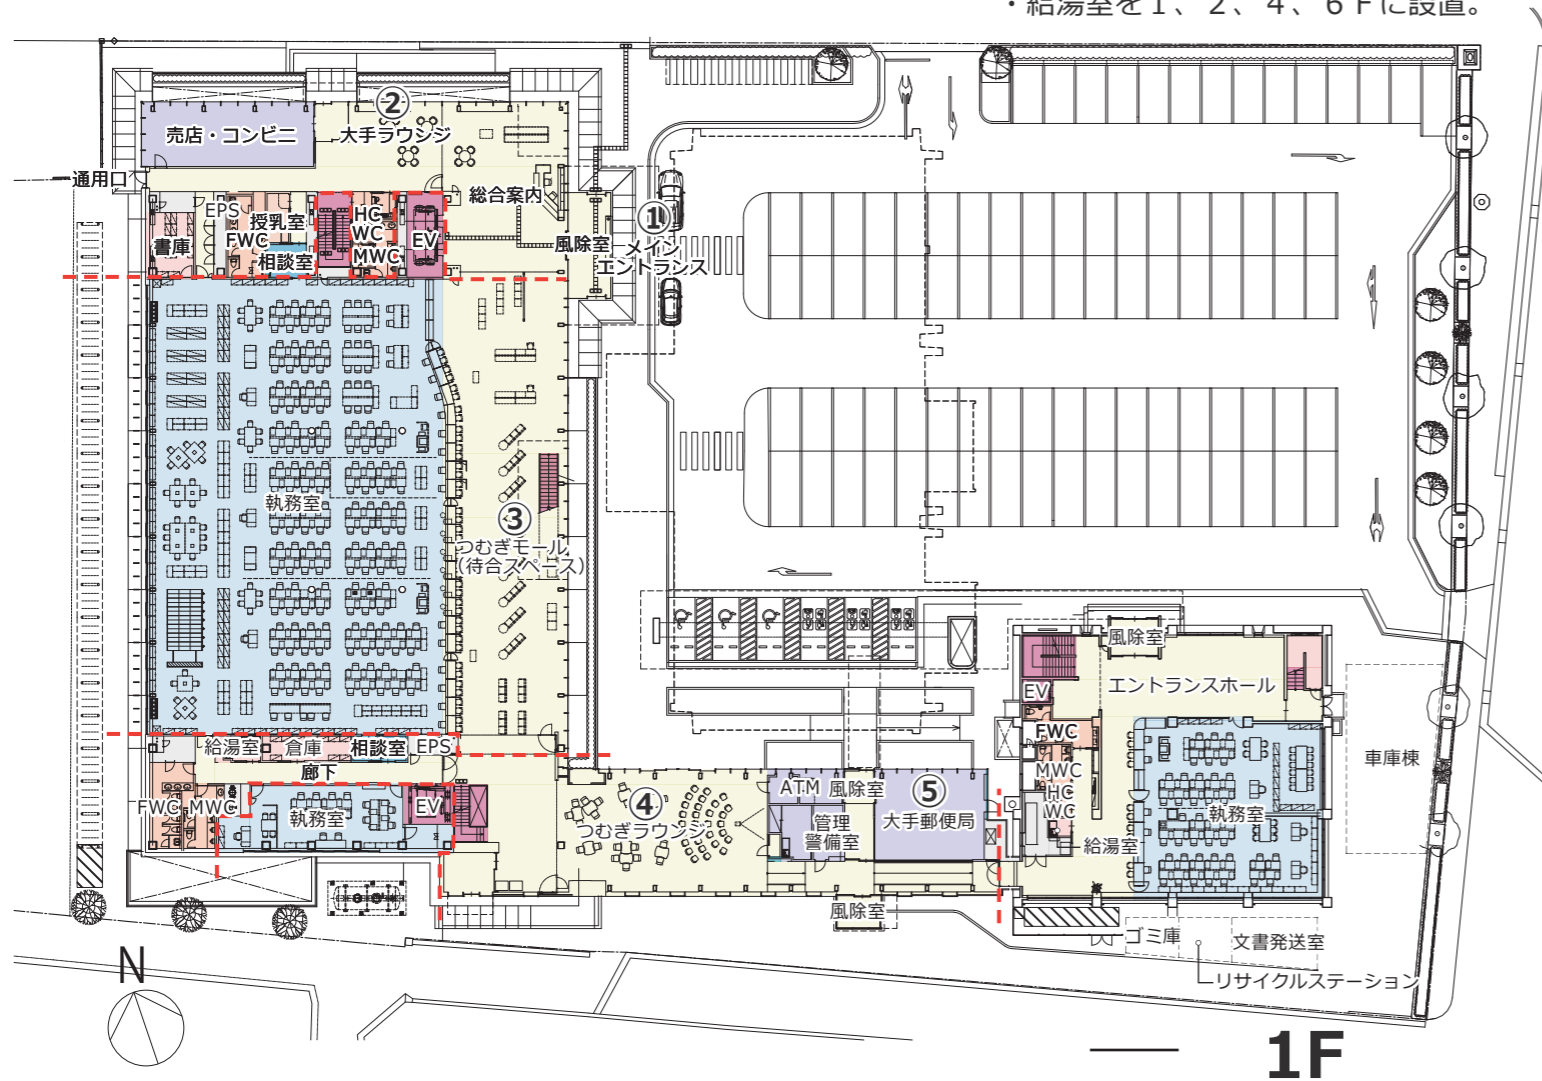 ・給湯室を１、２、４、６Ｆに設置。
売店・コンビニ
②
大手ラウンジ
通用口
総合案内
①
メイン
エントランス
風除室
EPS
授乳室
FWC
書庫
相談室
HC
WC
MWC
EV
執務室
③
つむぎモール
（待合スペース）
給湯室
倉庫
相談室
EPS
廊下
FWC
MWC
執務室
EV
④
つむぎラウンジ
ATM
風除室
管理
警備室
⑤
大手郵便局
風除室
風除室
エントランスホール
EV
FWC
MWC
HC
WC
給湯室
執務室
車庫棟
ゴミ庫
文書発送室
リサイクルステーション
N
1F